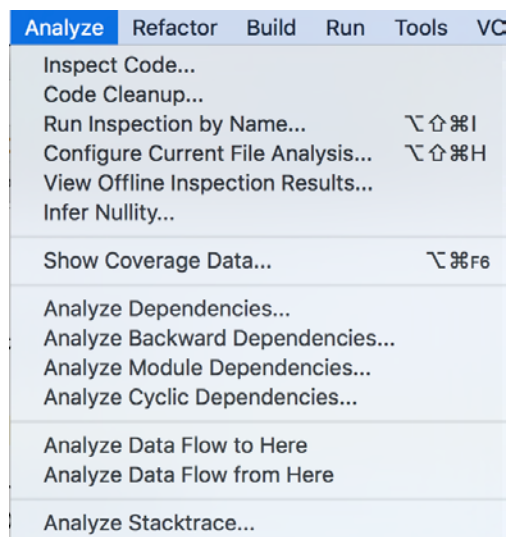 Analyze Refactor Build Run Tools VC
Inspect Code...
Code Cleanup...
Run Inspection by Name... ⌥⇧⌘I
Configure Current File Analysis... ⌥⇧⌘H
View Offline Inspection Results...
Infer Nullity...
Show Coverage Data... ⌥⌘F6
Analyze Dependencies...
Analyze Backward Dependencies...
Analyze Module Dependencies...
Analyze Cyclic Dependencies...
Analyze Data Flow to Here
Analyze Data Flow from Here
Analyze Stacktrace...